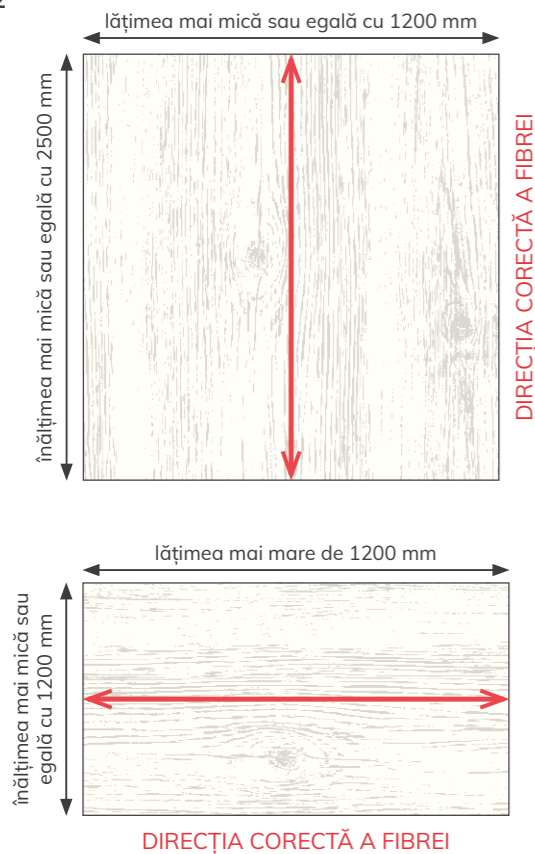 lățimea mai mică sau egală cu 1200 mm
înălțimea mai mică sau egală cu 2500 mm
DIRECȚIA CORECTĂ A FIBREI
lățimea mai mare de 1200 mm
înălțimea mai mică sau
egală cu 1200 mm
DIRECȚIA CORECTĂ A FIBREI